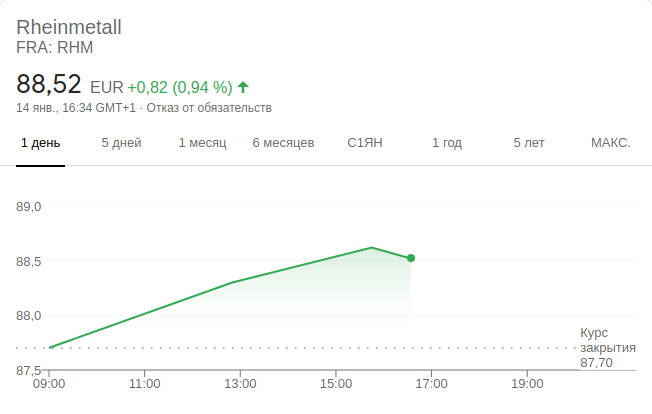 Rheinmetall
FRA: RHM
88,52 EUR +0,82 (0,94 %)
14 янв., 16:34 GMT+1 · Отказ от обязательств
1 день 5 дней 1 месяц 6 месяцев С1ЯН 1 год 5 лет МАКС.
89,0
88,5
88,0
Курс
закрытия
87,70
87,5
09:00 11:00 13:00 15:00 17:00 19:00